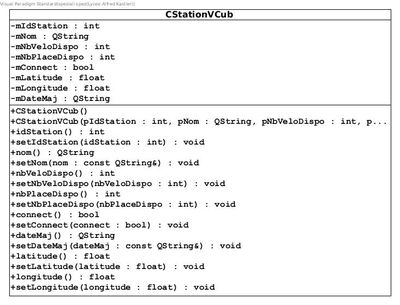 Visual Paradigm Standard(special-sped(Lycee Alfred Kastler))
CStationVCub
-mIdStation : int
-mNom : QString
-mNbVeloDispo : int
-mNbPlaceDispo : int
-mConnect : bool
-mLatitude : float
-mLongitude : float
-mDateMaj : QString
+CStationVCub()
+CStationVCub(pIdStation : int, pNom : QString, pNbVeloDispo : int, p...
+idStation() : int
+setIdStation(idStation : int) : void
+nom() : QString
+setNom(nom : const QString&) : void
+nbVeloDispo() : int
+setNbVeloDispo(nbVeloDispo : int) : void
+nbPlaceDispo() : int
+setNbPlaceDispo(nbPlaceDispo : int) : void
+connect() : bool
+setConnect(connect : bool) : void
+dateMaj() : QString
+setDateMaj(dateMaj : const QString&) : void
+latitude() : float
+setLatitude(latitude : float) : void
+longitude() : float
+setLongitude(longitude : float) : void